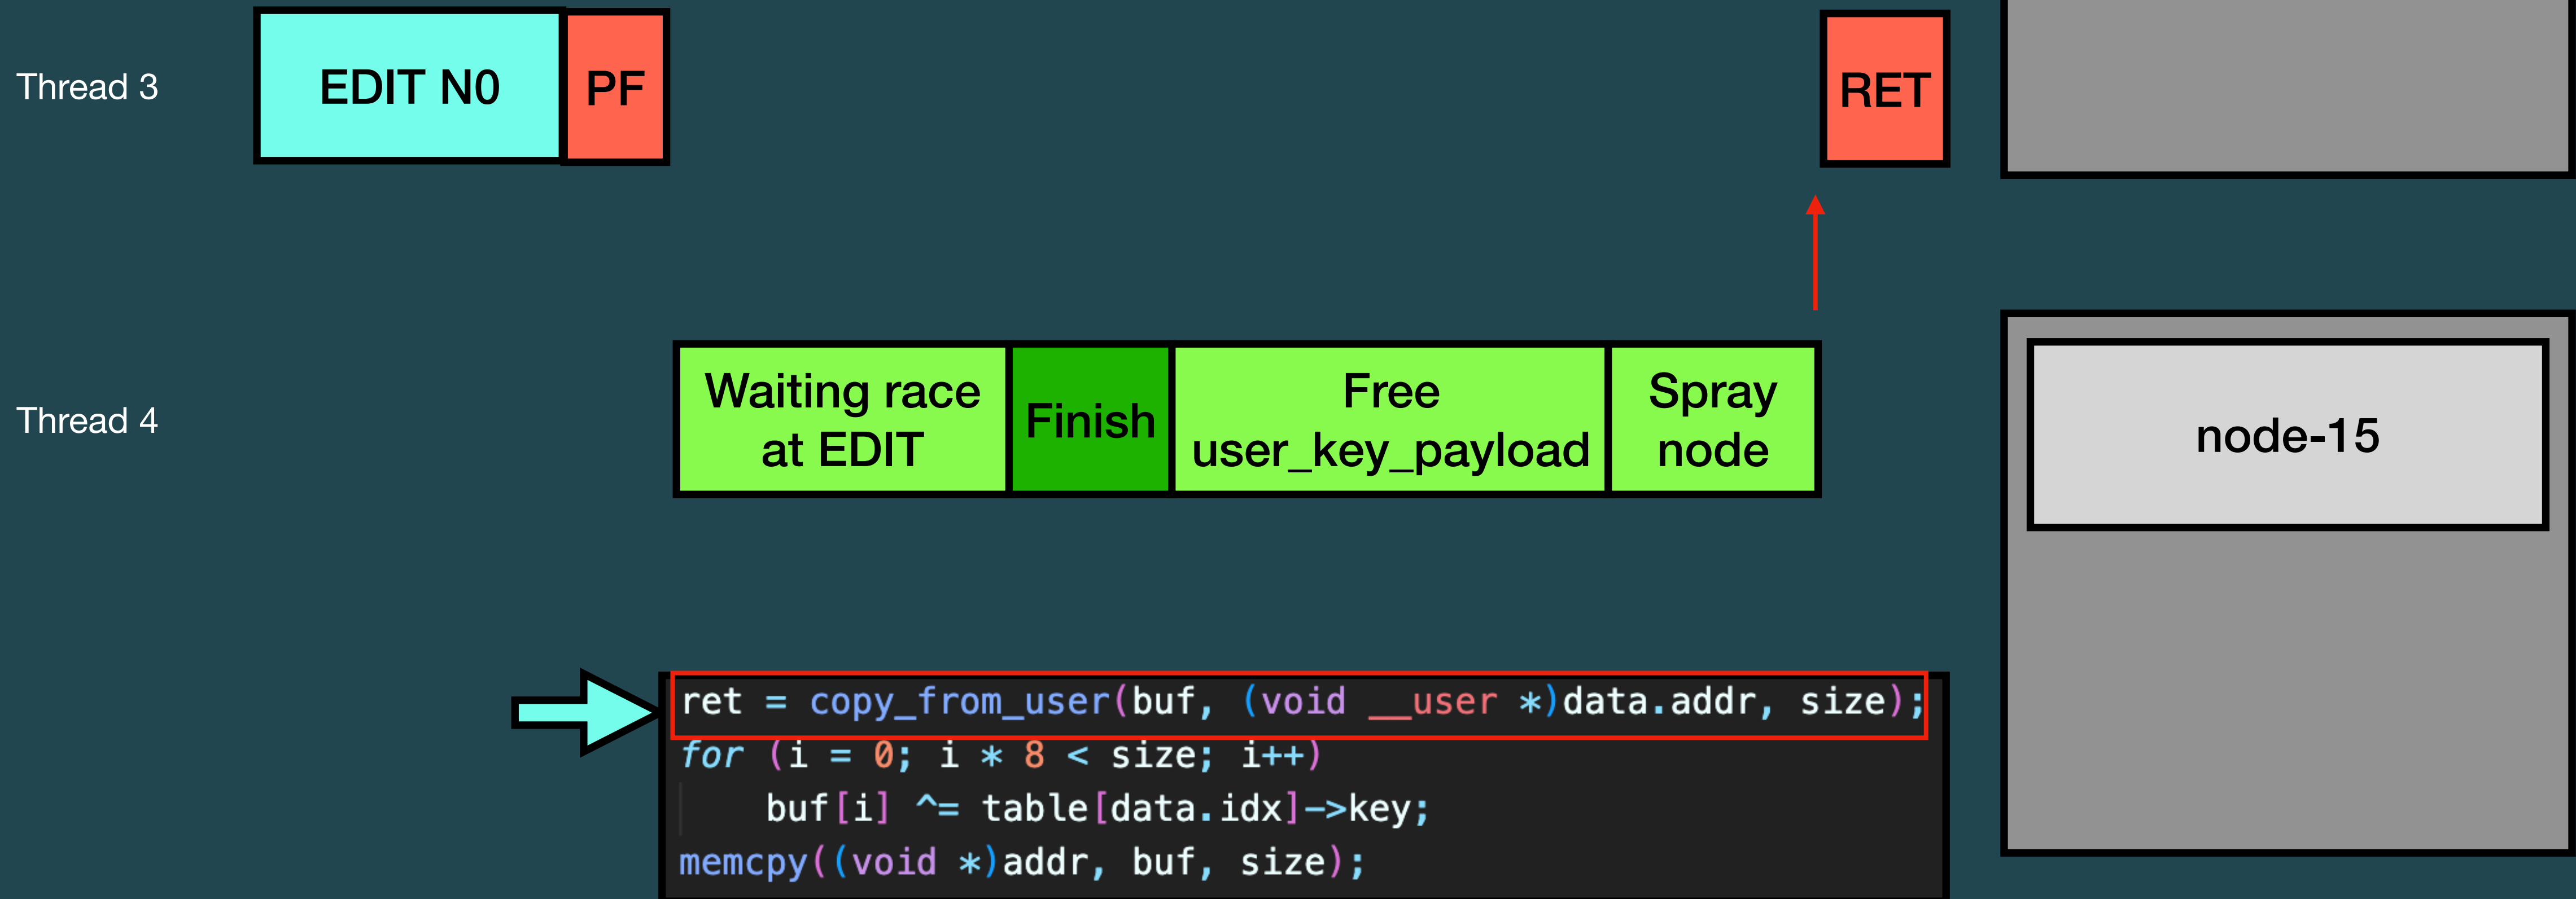 Thread 3
EDIT N0
PF
RET
Thread 4
Waiting race
at EDIT
Finish
Free
user_key_payload
Spray
node
node-15
ret = copy_from_user(buf, (void __user *)data.addr, size);
for (i = 0; i * 8 < size; i++)
    buf[i] ^= table[data.idx]->key;
memcpy((void *)addr, buf, size);